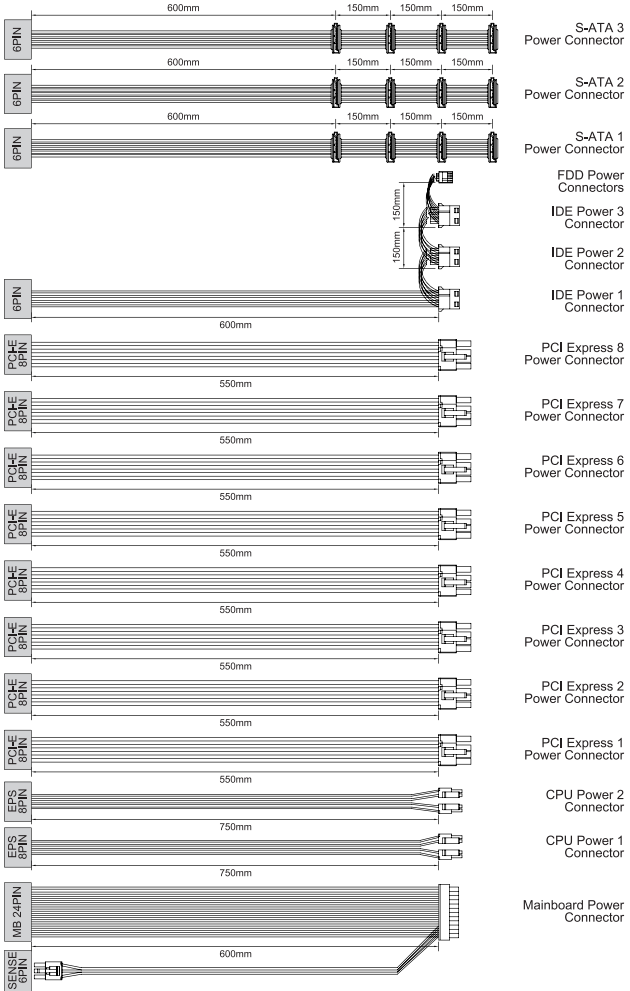 600mm 150mm 150mm 150mm
6PIN
S-ATA 3
Power Connector
600mm 150mm 150mm 150mm
6PIN
S-ATA 2
Power Connector
600mm 150mm 150mm 150mm
6PIN
S-ATA 1
Power Connector
FDD Power
Connectors
150mm
IDE Power 3
Connector
150mm
IDE Power 2
Connector
6PIN
IDE Power 1
Connector
600mm
PCI-E
8PIN
PCI Express 8
Power Connector
550mm
PCI-E
8PIN
PCI Express 7
Power Connector
550mm
PCI-E
8PIN
PCI Express 6
Power Connector
550mm
PCI-E
8PIN
PCI Express 5
Power Connector
550mm
PCI-E
8PIN
PCI Express 4
Power Connector
550mm
PCI-E
8PIN
PCI Express 3
Power Connector
550mm
PCI-E
8PIN
PCI Express 2
Power Connector
550mm
PCI-E
8PIN
PCI Express 1
Power Connector
550mm
EPS
8PIN
CPU Power 2
Connector
750mm
EPS
8PIN
CPU Power 1
Connector
750mm
MB 24PIN
Mainboard Power
Connector
600mm
SENSE
6PIN